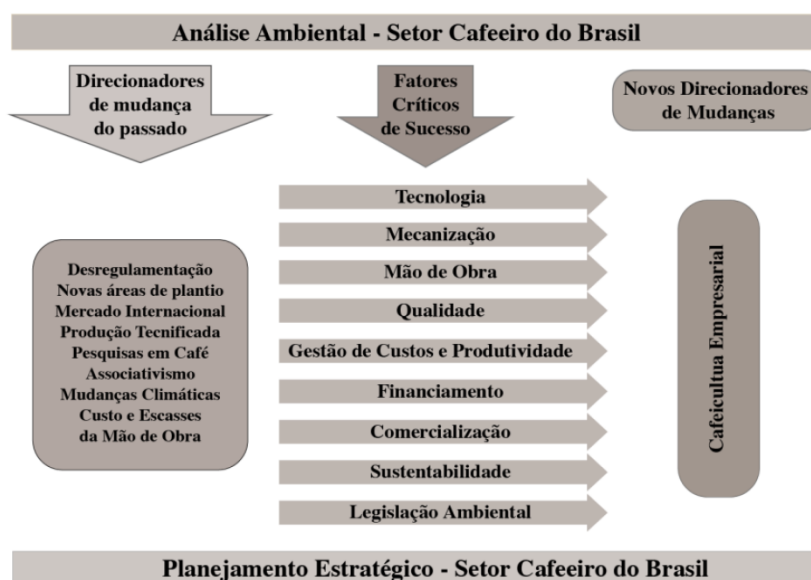 Análise Ambiental - Setor Cafeeiro do Brasil
Direcionadores
de mudança
do passado
Fatores
Críticos
de Sucesso
Novos Direcionadores
de Mudanças
Desregulamentação
Novas áreas de plantio
Mercado Internacional
Produção Tecnificada
Pesquisas em Café
Associativismo
Mudanças Climáticas
Custo e Escasses
da Mão de Obra
Tecnologia
Mecanização
Mão de Obra
Qualidade
Gestão de Custos e Produtividade
Financiamento
Comercialização
Sustentabilidade
Legislação Ambiental
Cafeicultua Empresarial
Planejamento Estratégico - Setor Cafeeiro do Brasil